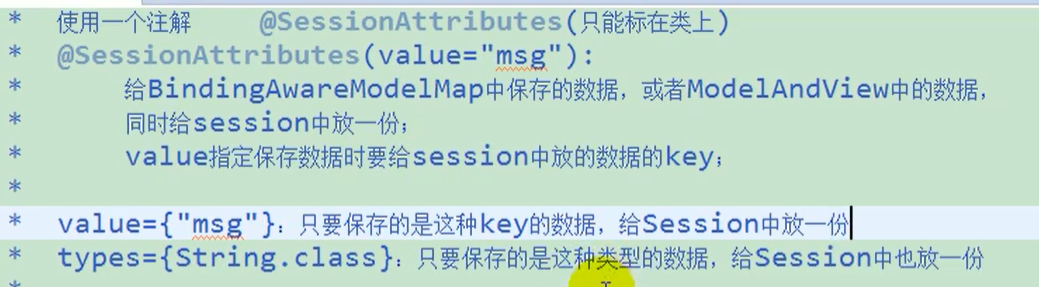 * 使用一个注解 @SessionAttributes(只能标在类上)
* @SessionAttributes(value="msg"):
* 给BindingAwareModelMap中保存的数据，或者ModelAndView中的数据，
* 同时给session中放一份；
* value指定保存数据时要给session中放的数据的key；
*
* value={"msg"}：只要保存的是这种key的数据，给Session中放一份
* types={String.class}：只要保存的是这种类型的数据，给Session中也放一份
*